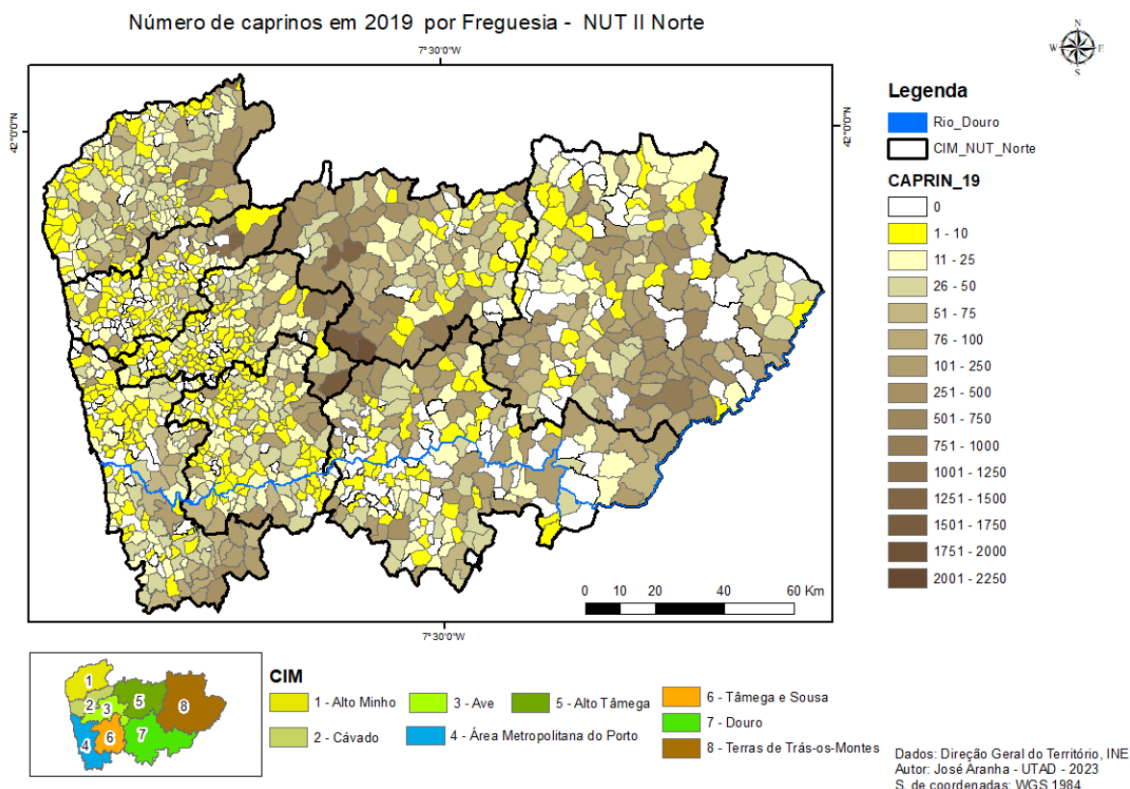 Número de caprinos em 2019 por Freguesia - NUT II Norte
7°30'0"W
N
W E
S
42°0'0"N
42°0'0"N
Legenda
Rio_Douro
CIM_NUT_Norte
CAPRIN_19
0
1 - 10
11 - 25
26 - 50
51 - 75
76 - 100
101 - 250
251 - 500
501 - 750
751 - 1000
1001 - 1250
1251 - 1500
1501 - 1750
1751 - 2000
2001 - 2250
0 10 20 40 60 Km
7°30'0"W
1
2
3
4
5
6
7
8
CIM
1 - Alto Minho
2 - Cávado
3 - Ave
4 - Área Metropolitana do Porto
5 - Alto Tâmega
6 - Tâmega e Sousa
7 - Douro
8 - Terras de Trás-os-Montes
Dados: Direção Geral do Território, INE
Autor: José Aranha - UTAD - 2023
S. de coordenadas: WGS 1984